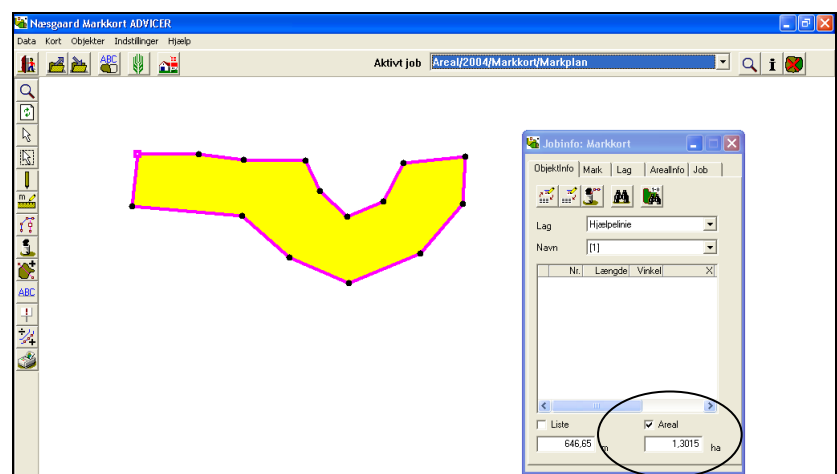 Næsgaard Markkort ADVICER
Data Kort Objekter Indstillinger Hjælp
ABC Aktivt job Areal/2004/Markkort/Markplan i
Jobinfo: Markkort
ObjektInfo Mark Lag ArealInfo Job
m
Lag Hjælpelinie
Navn [1]
Nr. Længde Vinkel X
ABC
Liste Areal
646,65 m 1,3015 ha